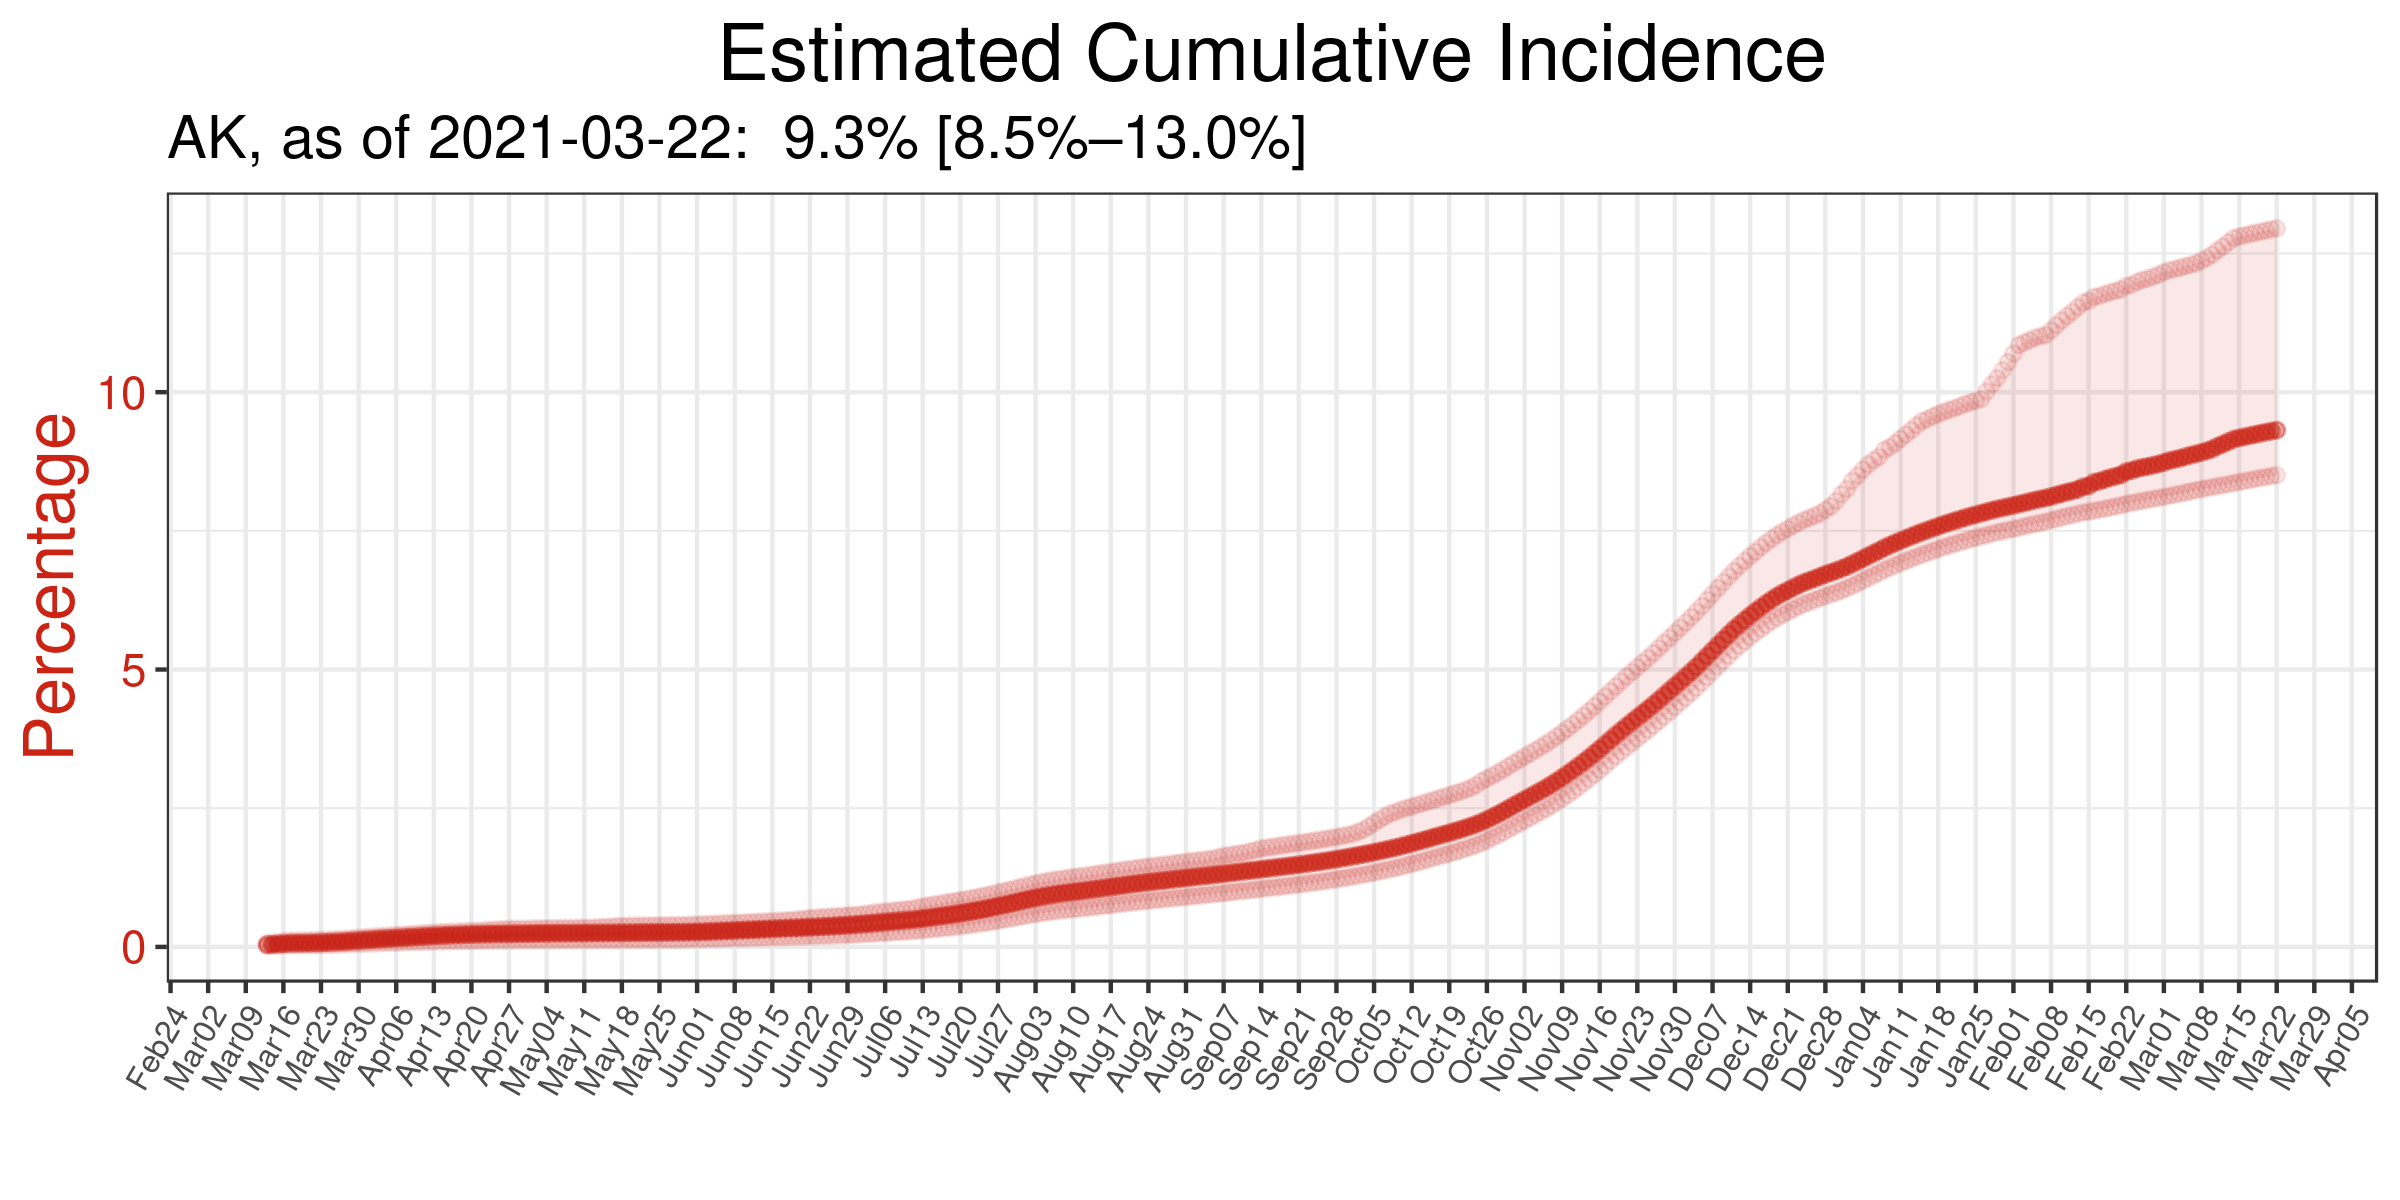 Estimated Cumulative Incidence
AK, as of 2021-03-22:  9.3% [8.5%–13.0%]
Percentage
10
5
0
Feb24
Mar02
Mar09
Mar16
Mar23
Mar30
Apr06
Apr13
Apr20
Apr27
May04
May11
May18
May25
Jun01
Jun08
Jun15
Jun22
Jun29
Jul06
Jul13
Jul20
Jul27
Aug03
Aug10
Aug17
Aug24
Aug31
Sep07
Sep14
Sep21
Sep28
Oct05
Oct12
Oct19
Oct26
Nov02
Nov09
Nov16
Nov23
Nov30
Dec07
Dec14
Dec21
Dec28
Jan04
Jan11
Jan18
Jan25
Feb01
Feb08
Feb15
Feb22
Mar01
Mar08
Mar15
Mar22
Mar29
Apr05